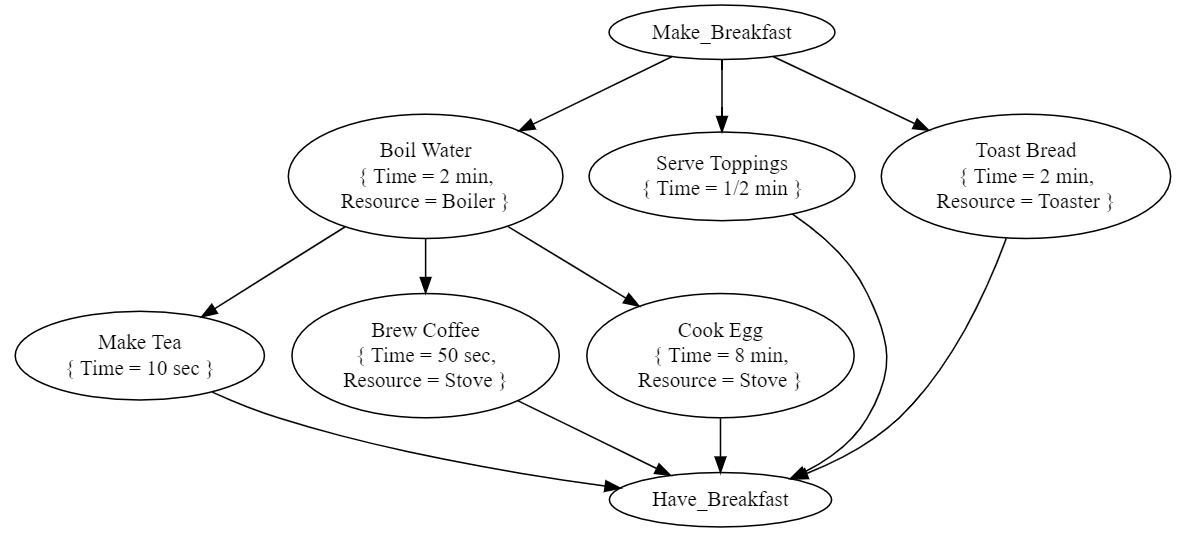 Make_Breakfast
Boil Water
{ Time = 2 min,
Resource = Boiler }
Serve Toppings
{ Time = 1/2 min }
Toast Bread
{ Time = 2 min,
Resource = Toaster }
Make Tea
{ Time = 10 sec }
Brew Coffee
{ Time = 50 sec,
Resource = Stove }
Cook Egg
{ Time = 8 min,
Resource = Stove }
Have_Breakfast